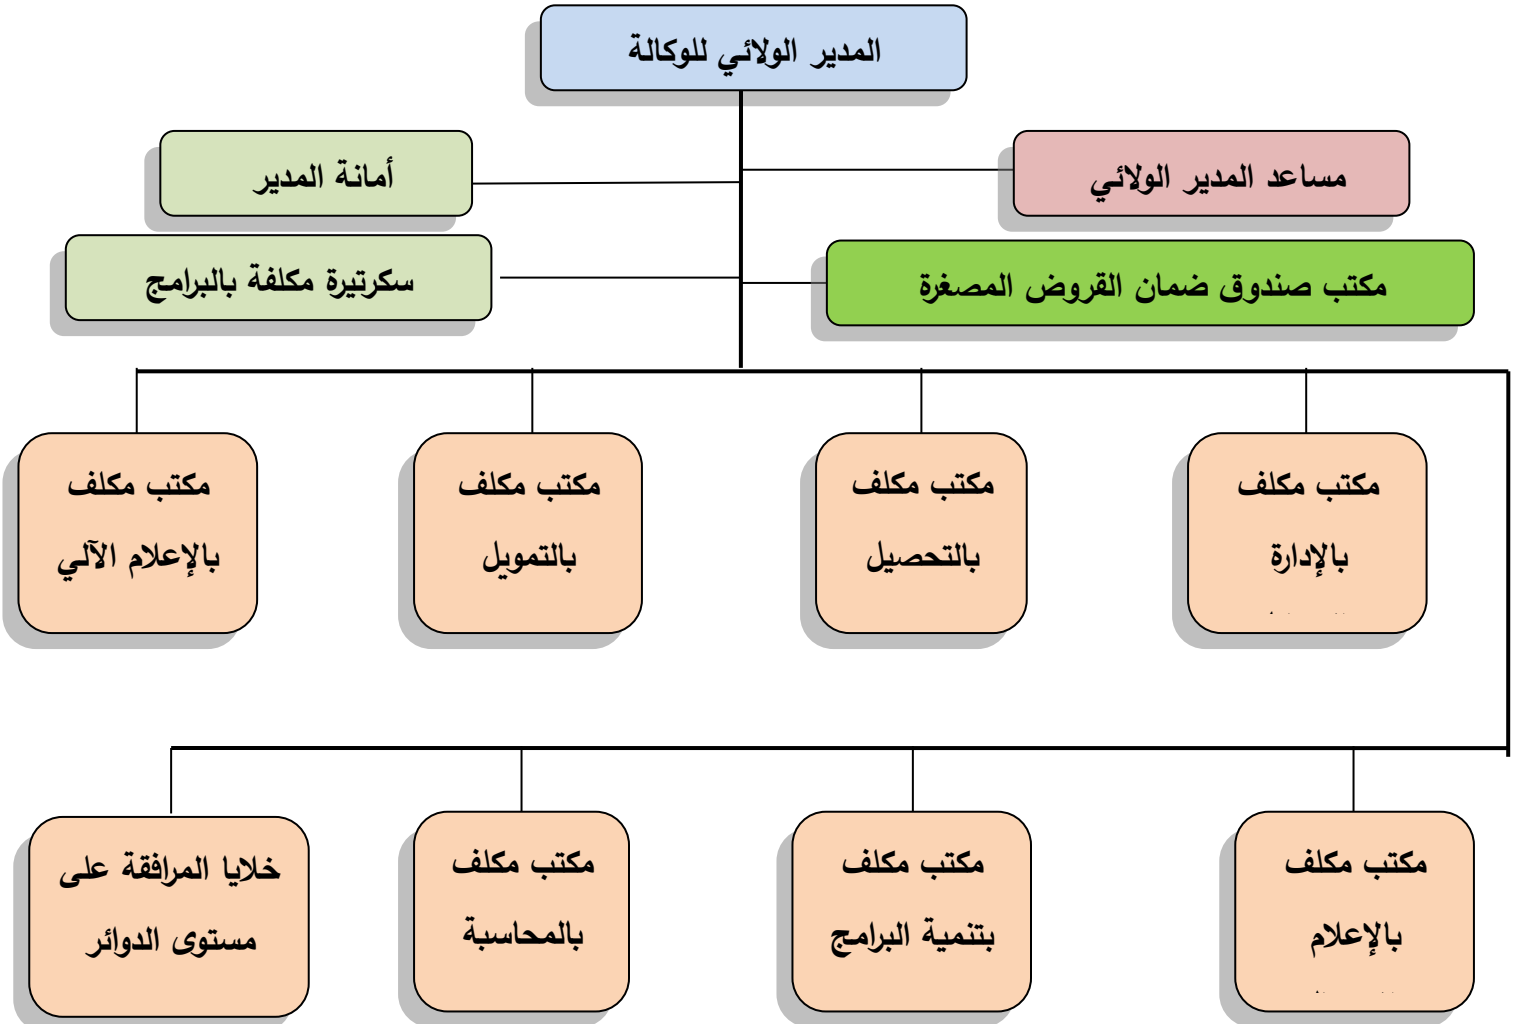 المدير الولائي للوكالة
مساعد المدير الولائي
أمانة المدير
مكتب صندوق ضمان القروض المصغرة
سكرتيرة مكلفة بالبرامج
مكتب مكلف
بالإدارة
مكتب مكلف
بالتحصيل
مكتب مكلف
بالتمويل
مكتب مكلف
بالإعلام الآلي
مكتب مكلف
بالإعلام
مكتب مكلف
بتنمية البرامج
مكتب مكلف
بالمحاسبة
خلايا المرافقة على
مستوى الدوائر